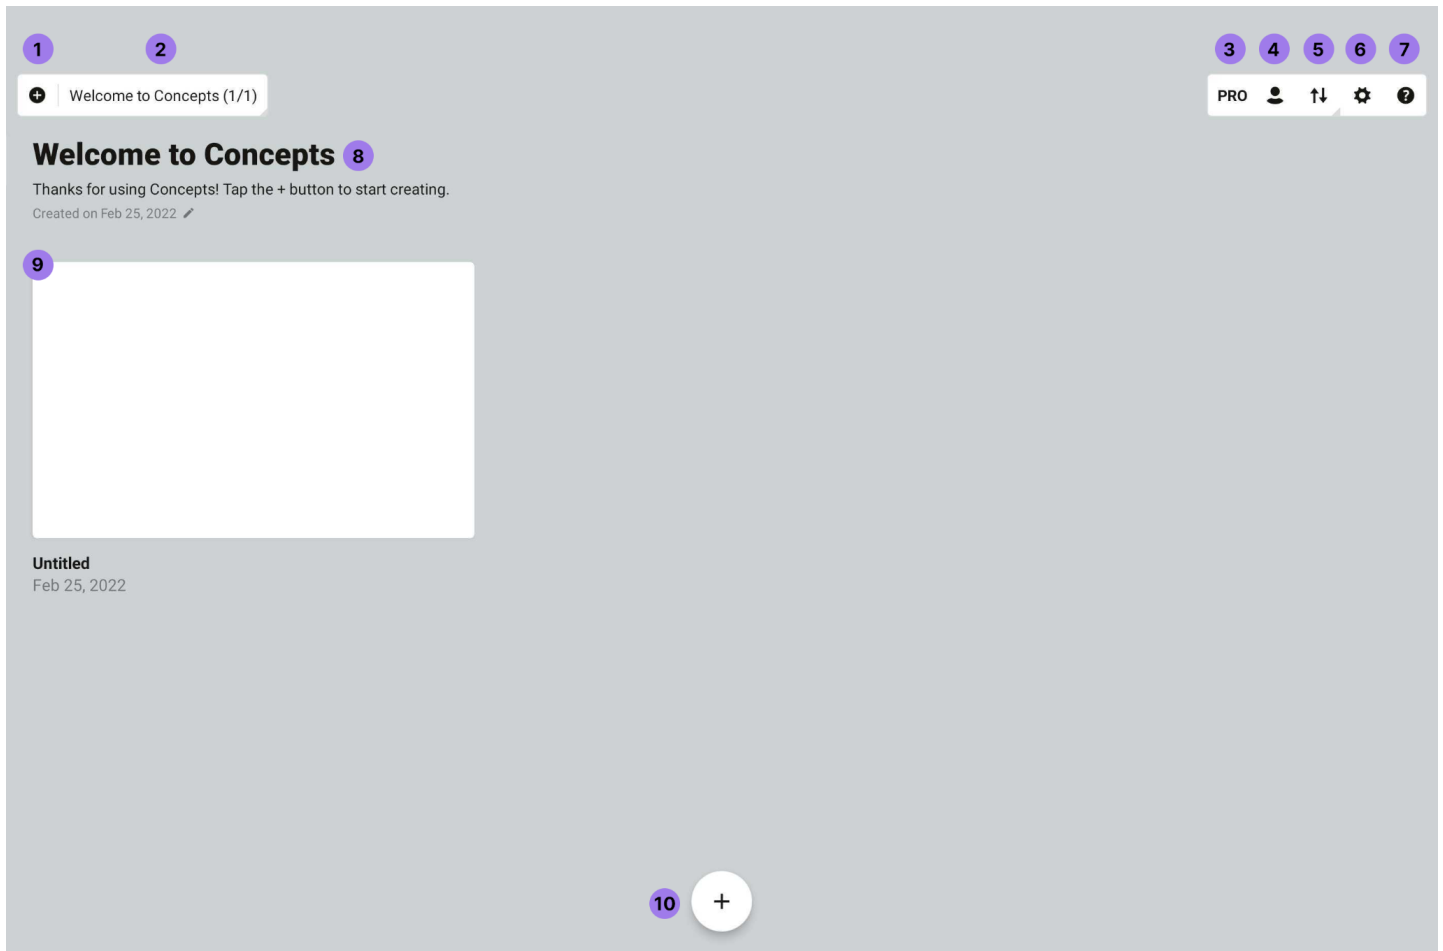 1 2 3 4 5 6 7
Welcome to Concepts (1/1) PRO
Welcome to Concepts 8
Thanks for using Concepts! Tap the + button to start creating.
Created on Feb 25, 2022
9
Untitled
Feb 25, 2022
10 +